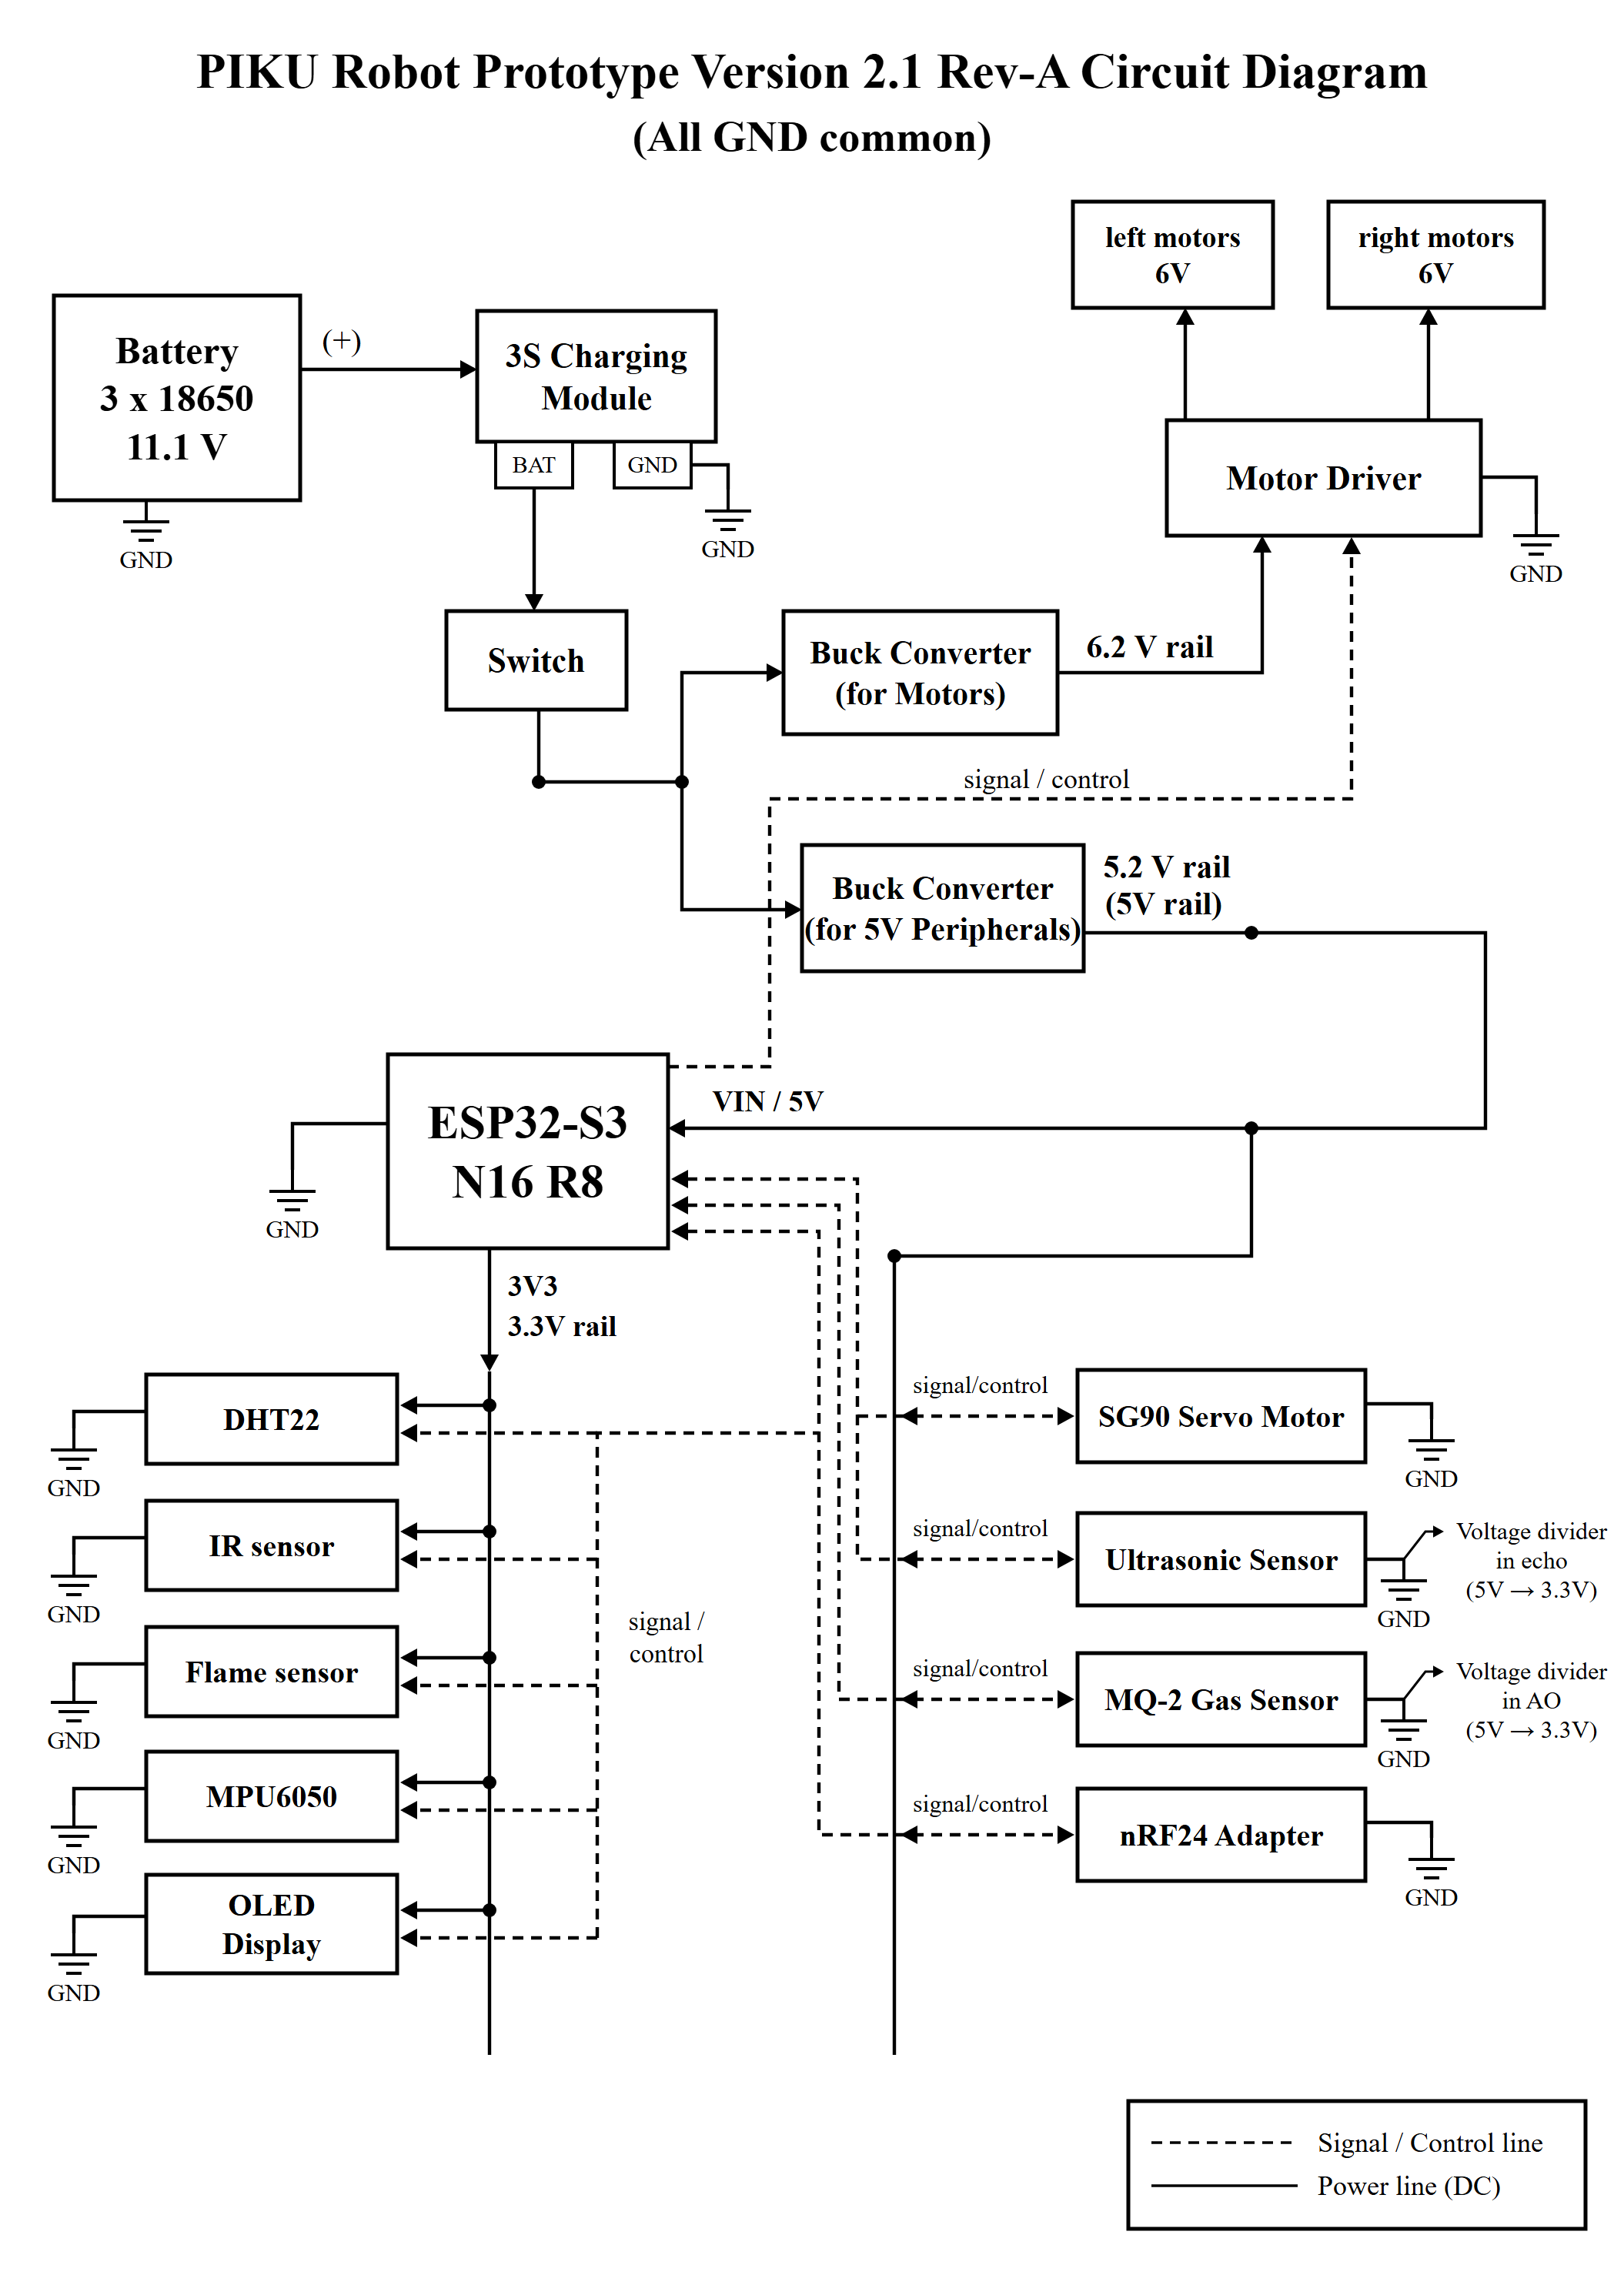 PIKU Robot Prototype Version 2.1 Rev-A Circuit Diagram
(All GND common)
left motors
6V
right motors
6V
Battery
3 x 18650
11.1 V
GND
(+)
3S Charging
Module
BAT
GND
GND
Motor Driver
GND
Switch
Buck Converter
(for Motors)
6.2 V rail
signal / control
Buck Converter
(for 5V Peripherals)
5.2 V rail
(5V rail)
ESP32-S3
N16 R8
GND
VIN / 5V
3V3
3.3V rail
DHT22
GND
IR sensor
GND
Flame sensor
GND
MPU6050
GND
OLED
Display
GND
signal /
control
signal/control
SG90 Servo Motor
GND
signal/control
Ultrasonic Sensor
GND
Voltage divider
in echo
(5V → 3.3V)
signal/control
MQ-2 Gas Sensor
GND
Voltage divider
in AO
(5V → 3.3V)
signal/control
nRF24 Adapter
GND
Signal / Control line
Power line (DC)